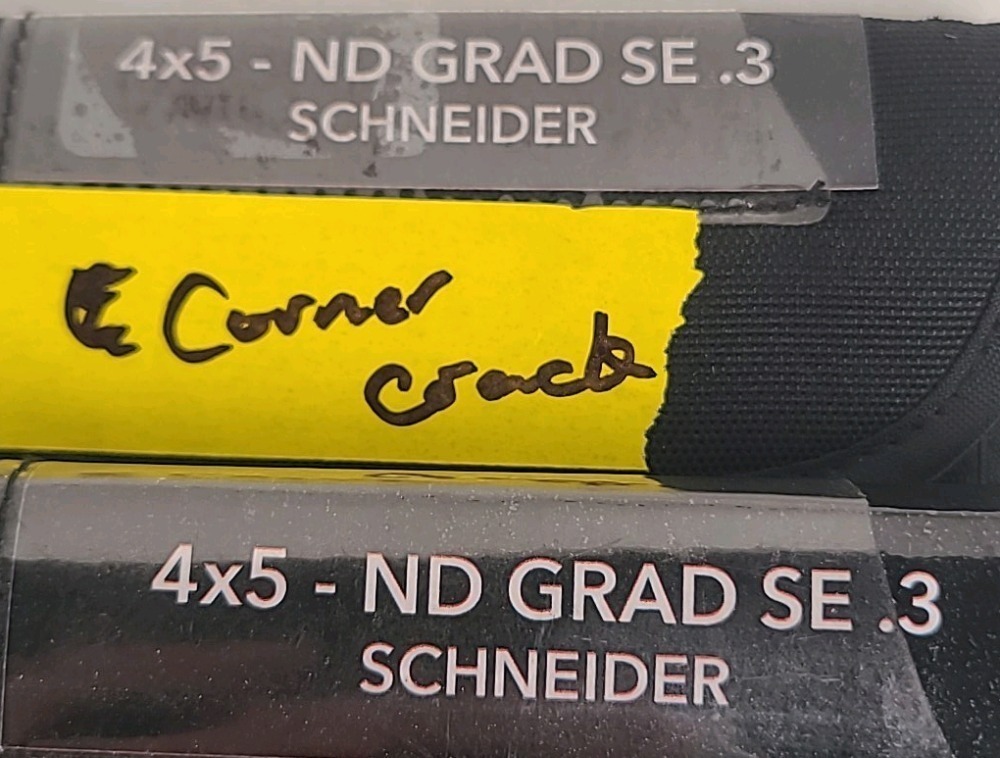 4x5 - ND GRAD SE .3
SCHNEIDER
Corner
crack
4x5 - ND GRAD SE .3
SCHNEIDER